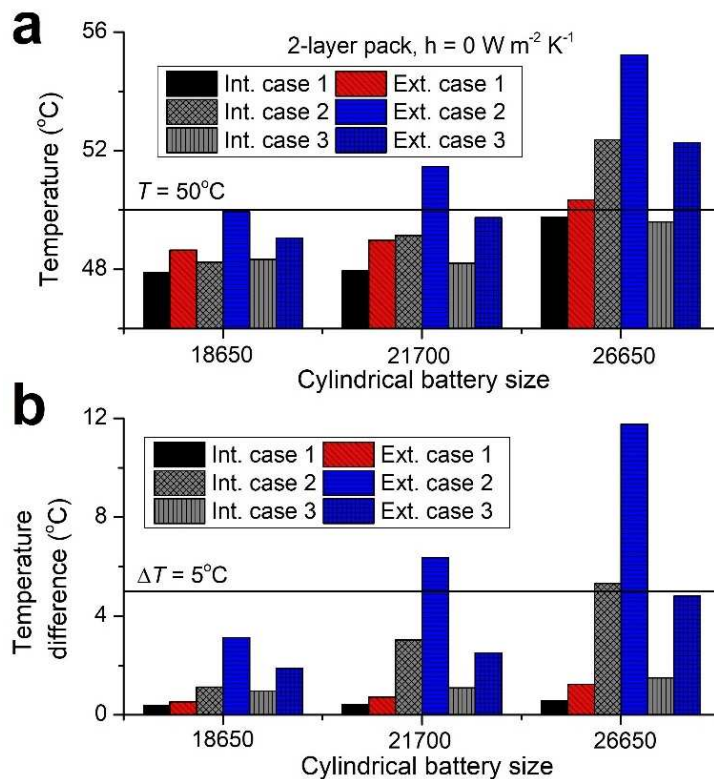 a
2-layer pack, h = 0 W m⁻² K⁻¹
Int. case 1 Ext. case 1
Int. case 2 Ext. case 2
Int. case 3 Ext. case 3
T = 50°C
Temperature (°C)
56
52
48
18650 21700 26650
Cylindrical battery size
b
Int. case 1 Ext. case 1
Int. case 2 Ext. case 2
Int. case 3 Ext. case 3
ΔT = 5°C
Temperature
difference (°C)
12
8
4
0
18650 21700 26650
Cylindrical battery size